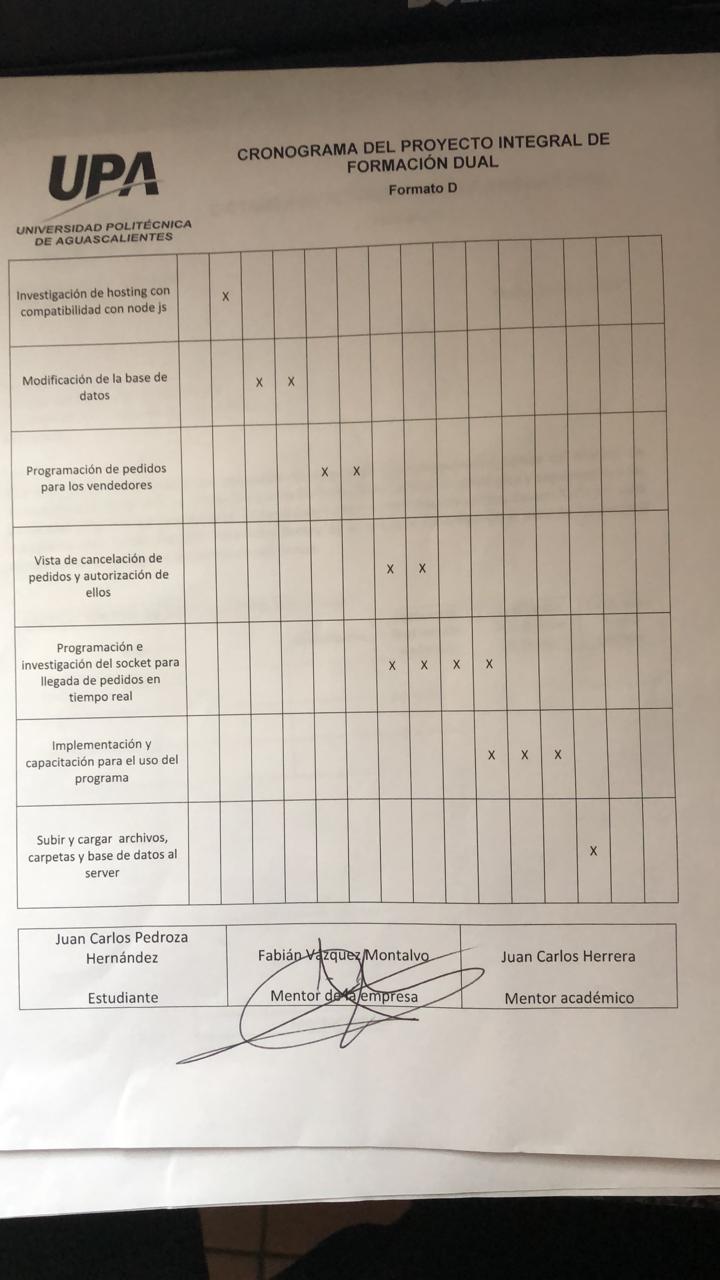 CRONOGRAMA DEL PROYECTO INTEGRAL DE
FORMACIÓN DUAL
Formato D
UPA
UNIVERSIDAD POLITÉCNICA
DE AGUASCALIENTES
Investigación de hosting con
compatibilidad con node js
X
Modificación de la base de
datos
X X
Programación de pedidos
para los vendedores
X X
Vista de cancelación de
pedidos y autorización de
ellos
X X
Programación e
investigación del socket para
llegada de pedidos en
tiempo real
X X X X
Implementación y
capacitación para el uso del
programa
X X X
Subir y cargar archivos,
carpetas y base de datos al
server
X
Juan Carlos Pedroza
Hernández
Estudiante
Fabián Vázquez Montalvo
Mentor de la empresa
Juan Carlos Herrera
Mentor académico